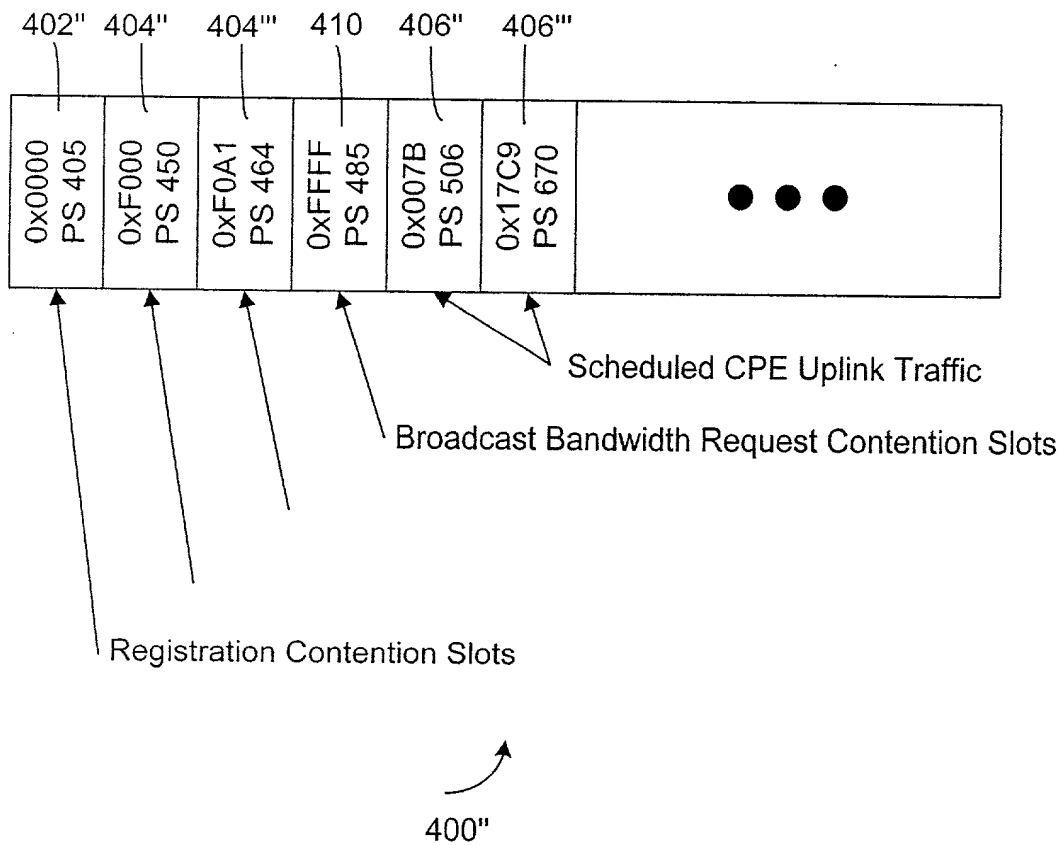 402" 404" 404''' 410 406" 406'''
0x0000
PS 405
0xF000
PS 450
0xF0A1
PS 464
0xFFFF
PS 485
0x007B
PS 506
0x17C9
PS 670
Scheduled CPE Uplink Traffic
Broadcast Bandwidth Request Contention Slots
Registration Contention Slots
400"